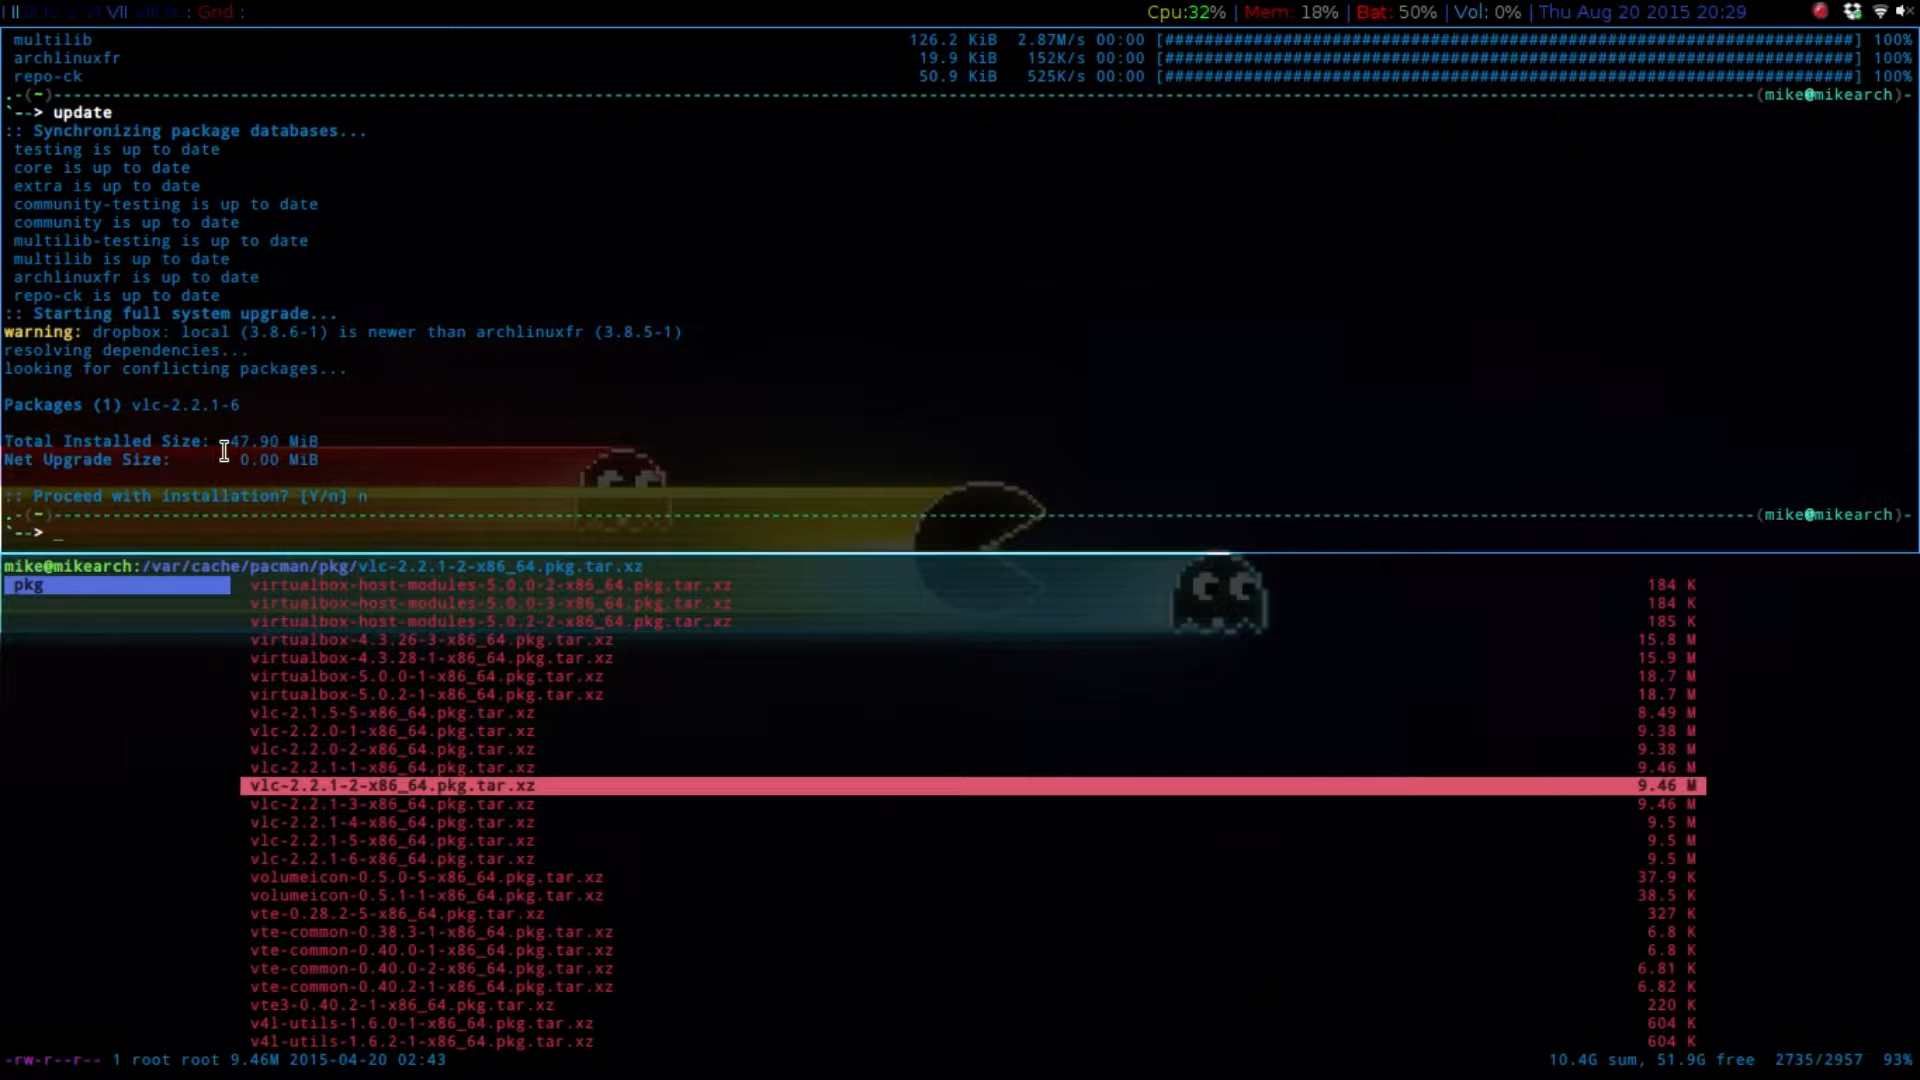 VII : Grid : Cpu:32% | Mem: 18% | Bat: 50% | Vol: 0% | Thu Aug 20 2015 20:29
multilib 126.2 KiB 2.87M/s 00:00 [######################################################################] 100%
archlinuxfr 19.9 KiB 152K/s 00:00 [######################################################################] 100%
repo-ck 50.9 KiB 525K/s 00:00 [######################################################################] 100%
.-(~)----------(mike@mikearch)-
`--> update
:: Synchronizing package databases...
testing is up to date
core is up to date
extra is up to date
community-testing is up to date
community is up to date
multilib-testing is up to date
multilib is up to date
archlinuxfr is up to date
repo-ck is up to date
:: Starting full system upgrade...
warning: dropbox: local (3.8.6-1) is newer than archlinuxfr (3.8.5-1)
resolving dependencies...
looking for conflicting packages...
Packages (1) vlc-2.2.1-6
Total Installed Size: 47.90 MiB
Net Upgrade Size: 0.00 MiB
:: Proceed with installation? [Y/n] n
.-(~)----------(mike@mikearch)-
`--> _
mike@mikearch:/var/cache/pacman/pkg/vlc-2.2.1-2-x86_64.pkg.tar.xz
pkg virtualbox-host-modules-5.0.0-2-x86_64.pkg.tar.xz 184 K
virtualbox-host-modules-5.0.0-3-x86_64.pkg.tar.xz 184 K
virtualbox-host-modules-5.0.2-2-x86_64.pkg.tar.xz 185 K
virtualbox-4.3.26-3-x86_64.pkg.tar.xz 15.8 M
virtualbox-4.3.28-1-x86_64.pkg.tar.xz 15.9 M
virtualbox-5.0.0-1-x86_64.pkg.tar.xz 18.7 M
virtualbox-5.0.2-1-x86_64.pkg.tar.xz 18.7 M
vlc-2.1.5-5-x86_64.pkg.tar.xz 8.49 M
vlc-2.2.0-1-x86_64.pkg.tar.xz 9.38 M
vlc-2.2.0-2-x86_64.pkg.tar.xz 9.38 M
vlc-2.2.1-1-x86_64.pkg.tar.xz 9.46 M
vlc-2.2.1-2-x86_64.pkg.tar.xz 9.46 M
vlc-2.2.1-3-x86_64.pkg.tar.xz 9.46 M
vlc-2.2.1-4-x86_64.pkg.tar.xz 9.5 M
vlc-2.2.1-5-x86_64.pkg.tar.xz 9.5 M
vlc-2.2.1-6-x86_64.pkg.tar.xz 9.5 M
volumeicon-0.5.0-5-x86_64.pkg.tar.xz 37.9 K
volumeicon-0.5.1-1-x86_64.pkg.tar.xz 38.5 K
vte-0.28.2-5-x86_64.pkg.tar.xz 327 K
vte-common-0.38.3-1-x86_64.pkg.tar.xz 6.8 K
vte-common-0.40.0-1-x86_64.pkg.tar.xz 6.8 K
vte-common-0.40.0-2-x86_64.pkg.tar.xz 6.81 K
vte-common-0.40.2-1-x86_64.pkg.tar.xz 6.82 K
vte3-0.40.2-1-x86_64.pkg.tar.xz 220 K
v4l-utils-1.6.0-1-x86_64.pkg.tar.xz 604 K
v4l-utils-1.6.2-1-x86_64.pkg.tar.xz 604 K
-rw-r--r-- 1 root root 9.46M 2015-04-20 02:43 10.4G sum, 51.9G free 2735/2957 93%